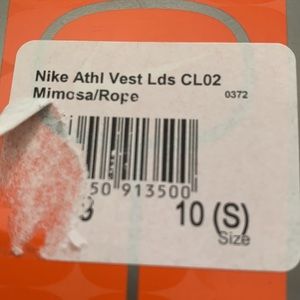 Nike Athl Vest Lds CL02
Mimosa/Rope 0372
50 913500
10 (S)
Size